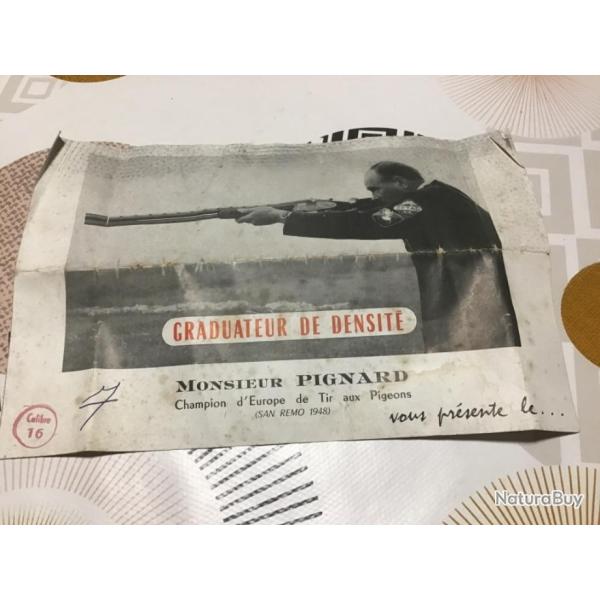 GRADUATEUR DE DENSITÉ
MONSIEUR PIGNARD
Champion d'Europe de Tir aux Pigeons
(SAN REMO 1948)
vous présente le...
7
Calibre
16
NaturaBuy